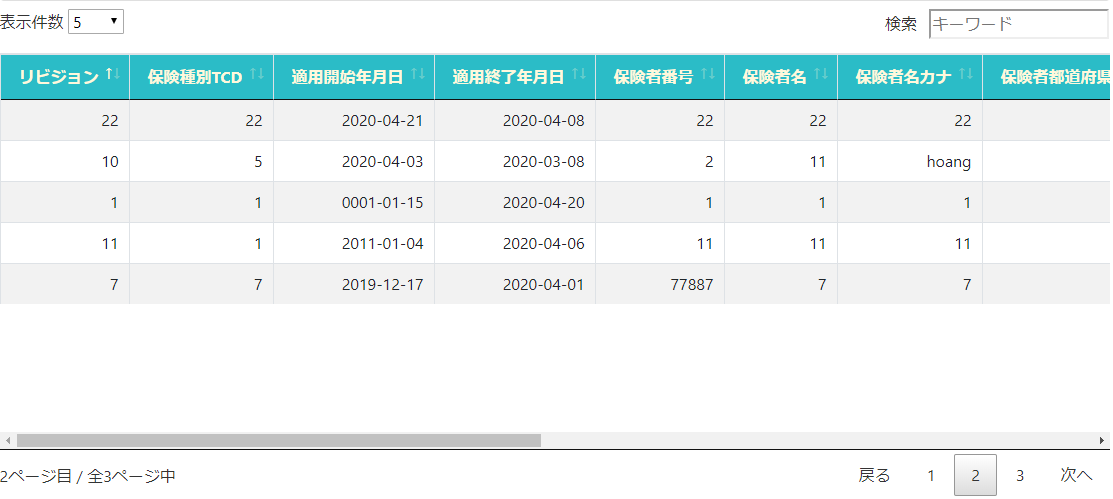 表示件数 5 検索 キーワード
リビジョン 保険種別TCD 適用開始年月日 適用終了年月日 保険者番号 保険者名 保険者名カナ 保険者都道府県
22 22 2020-04-21 2020-04-08 22 22 22
10 5 2020-04-03 2020-03-08 2 11 hoang
1 1 0001-01-15 2020-04-20 1 1 1
11 1 2011-01-04 2020-04-06 11 11 11
7 7 2019-12-17 2020-04-01 77887 7 7
2ページ目 / 全3ページ中 戻る 1 2 3 次へ